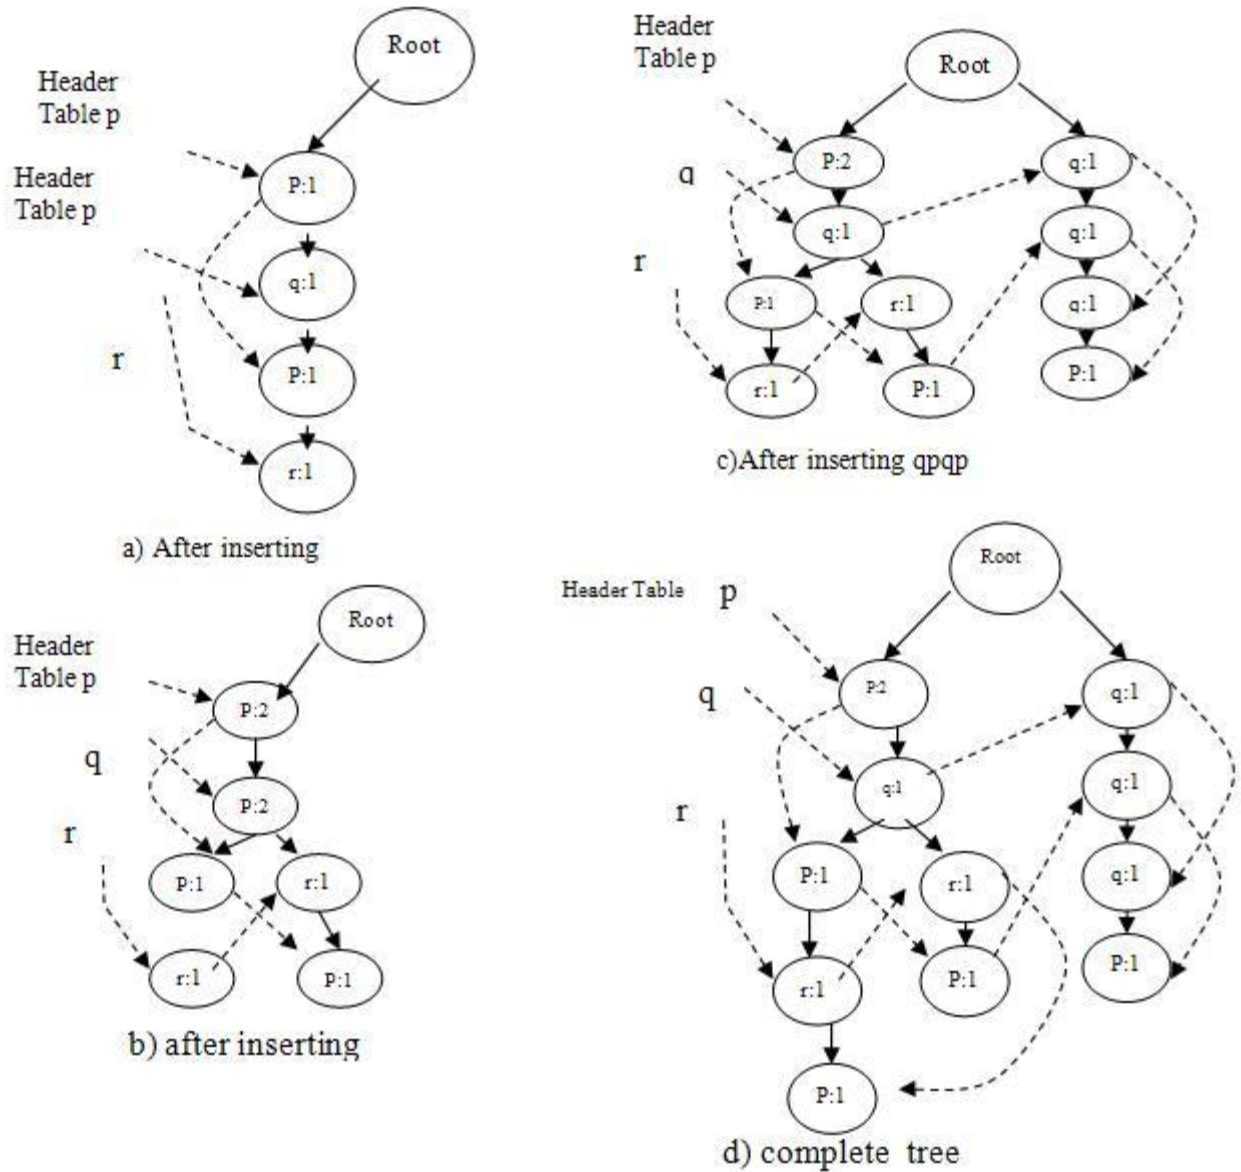 Root
Header
Table p
P:1
Header
Table p
q:1
r
P:1
r:1
a) After inserting
Header
Table p
Root
P:2
q:1
q
q:1
q:1
r
P:1
r:1
q:1
r:1
P:1
P:1
c)After inserting qpqp
Root
Header
Table p
P:2
q
P:2
r
P:1
r:1
r:1
P:1
b) after inserting
Root
Header Table
p
P:2
q:1
q
q:1
q:1
r
P:1
r:1
q:1
r:1
P:1
P:1
P:1
d) complete tree